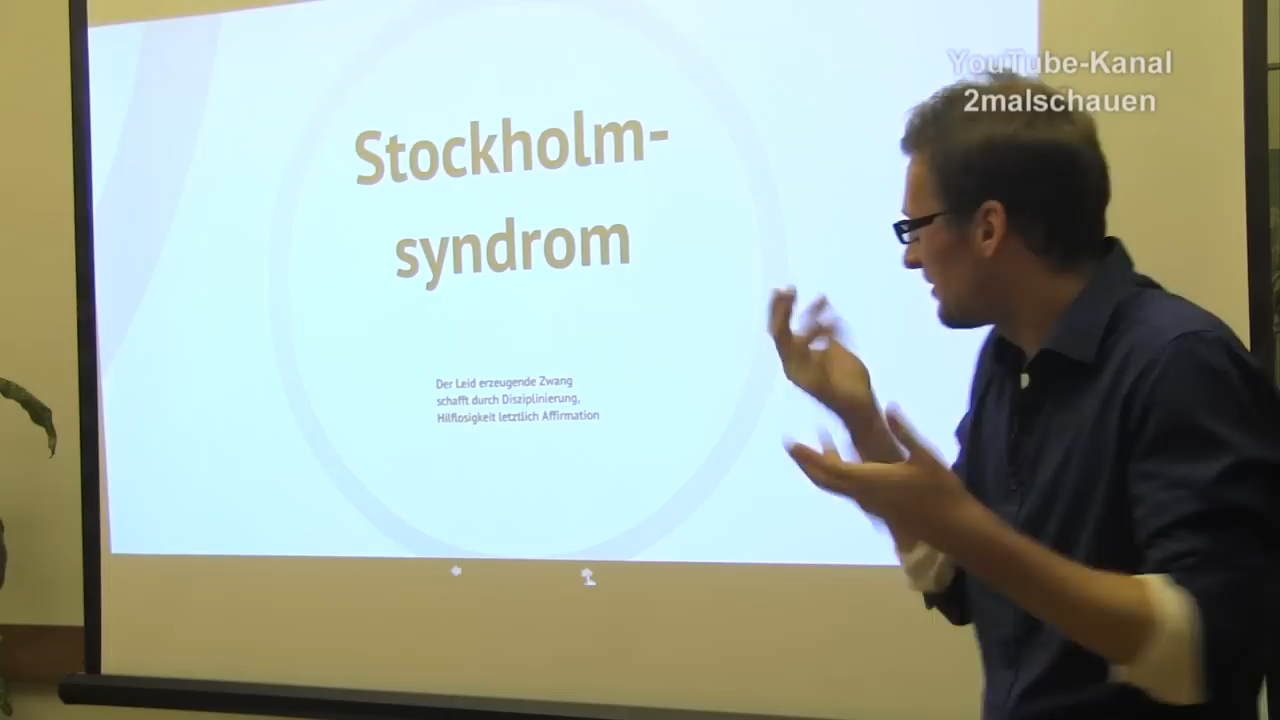 YouTube-Kanal
2malschauen
Stockholm-
syndrom
Der Leid erzeugende Zwang
schafft durch Disziplinierung,
Hilflosigkeit letztlich Affirmation